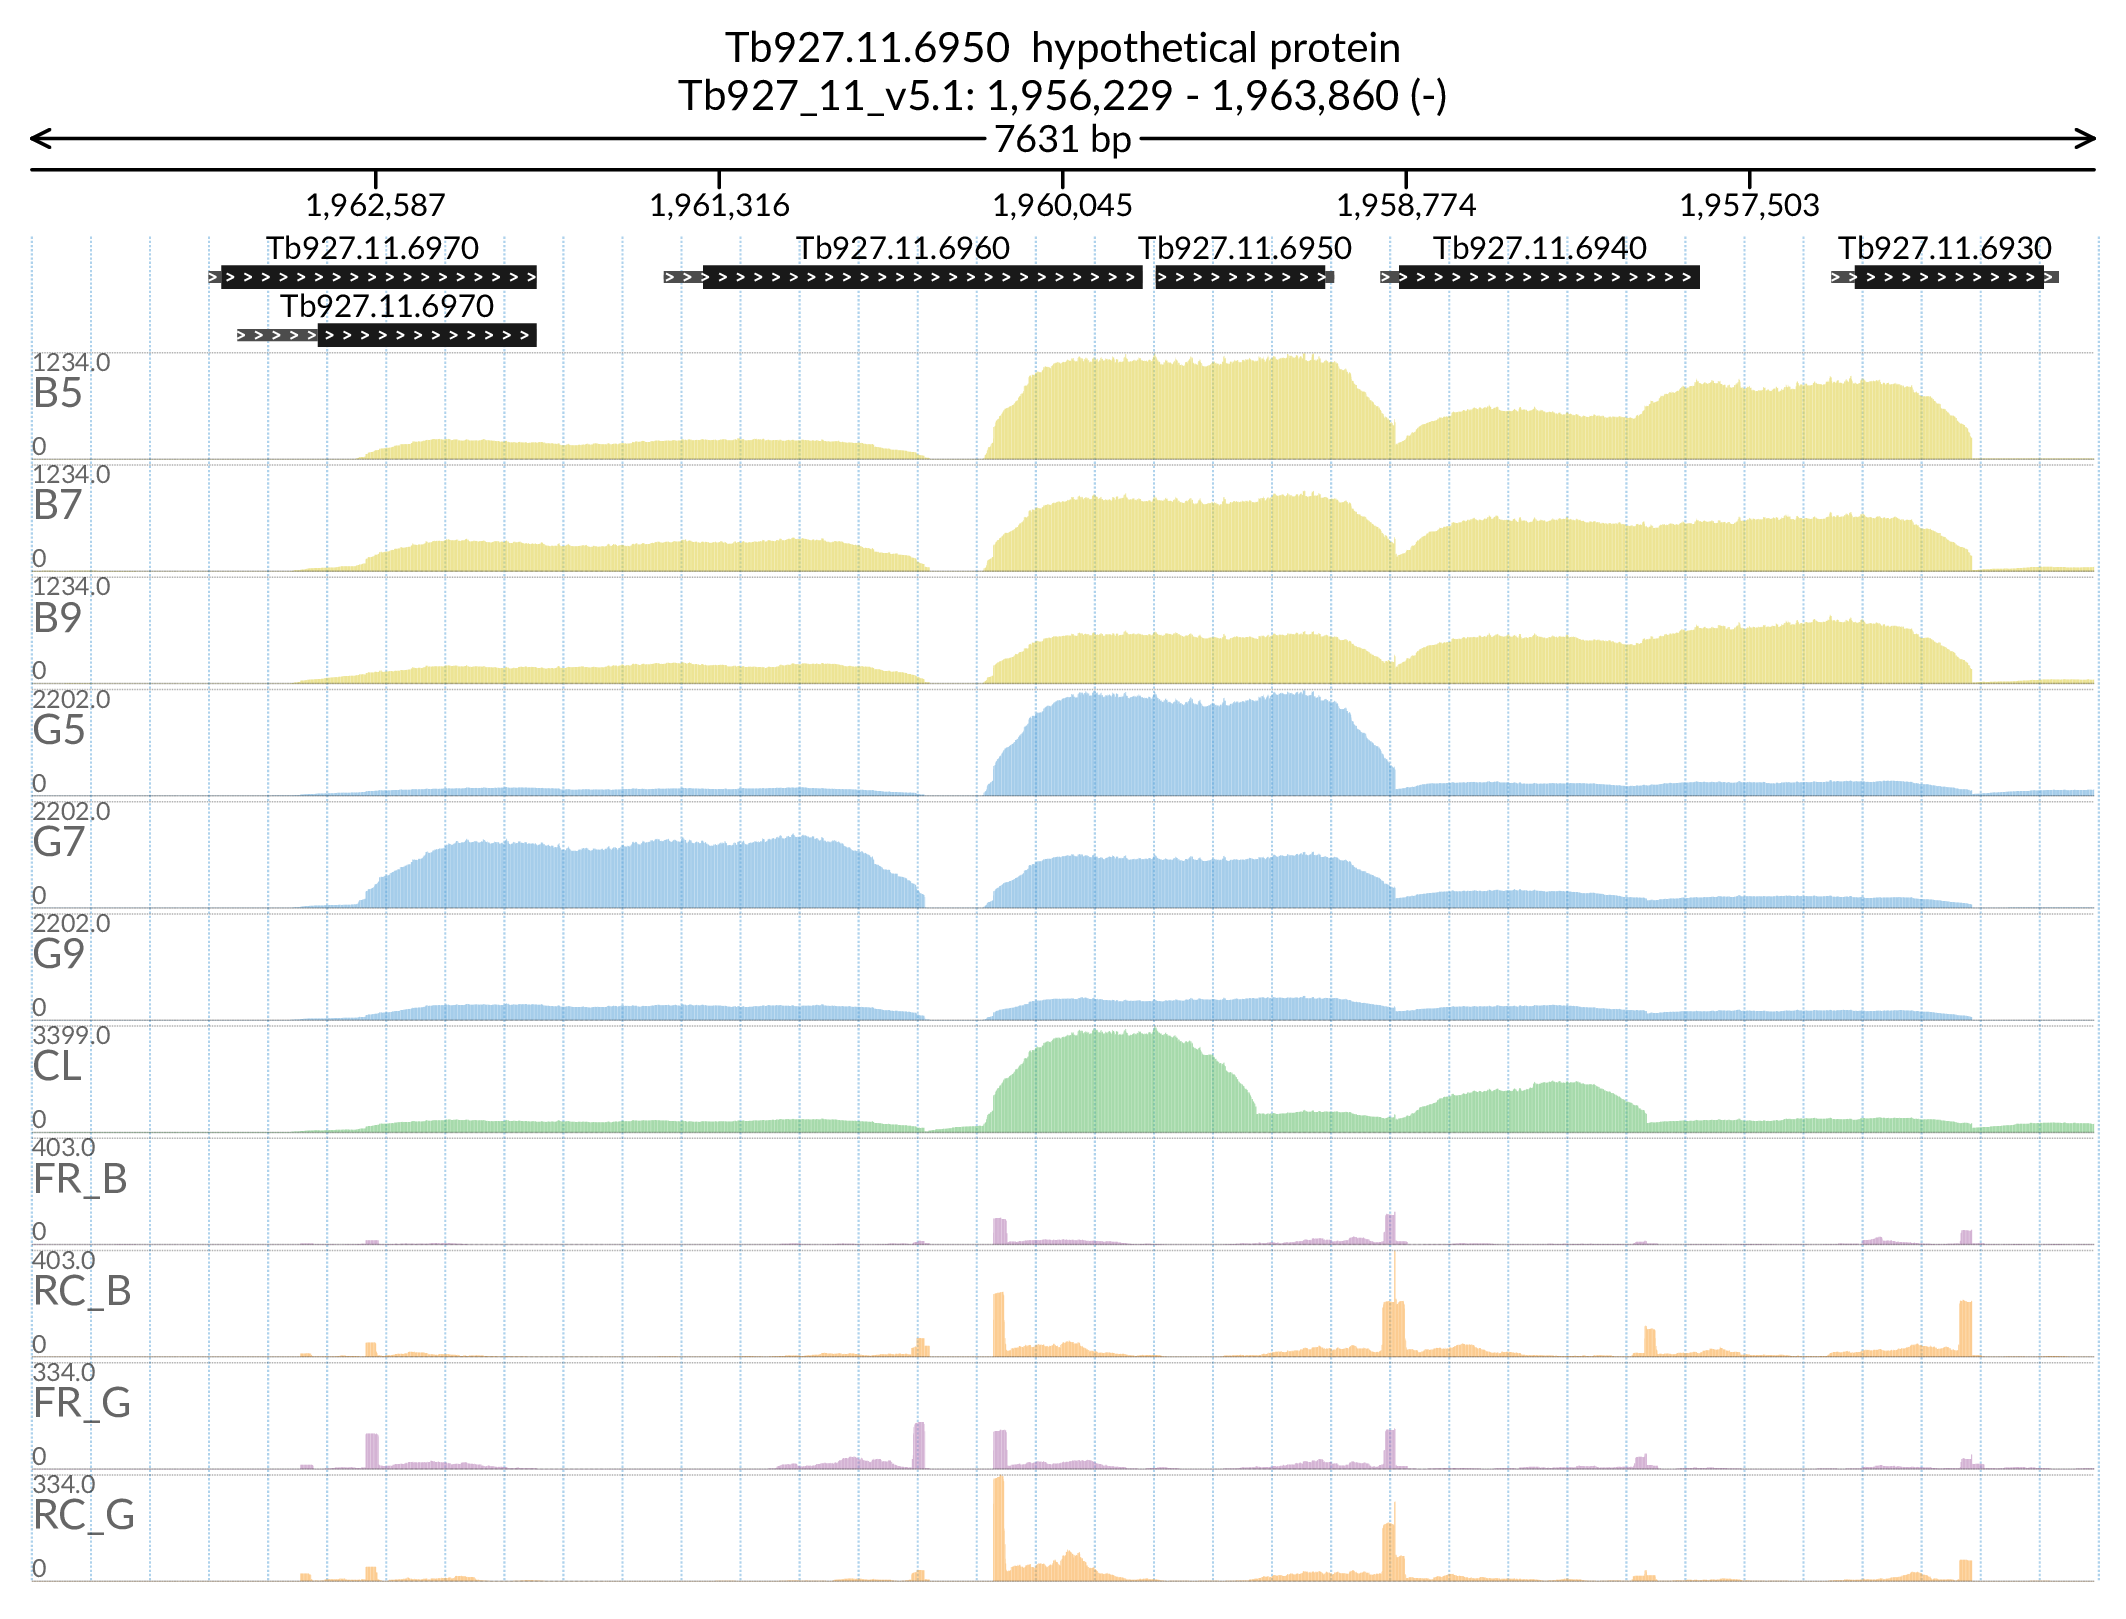 Tb927.11.6950 hypothetical protein
Tb927_11_v5.1: 1,956,229 - 1,963,860 (-)
7631 bp
1,962,587 1,961,316 1,960,045 1,958,774 1,957,503
Tb927.11.6970 Tb927.11.6960 Tb927.11.6950 Tb927.11.6940 Tb927.11.6930
Tb927.11.6970
1234.0
B5
0
1234.0
B7
0
1234.0
B9
0
2202.0
G5
0
2202.0
G7
0
2202.0
G9
0
3399.0
CL
0
403.0
FR_B
0
403.0
RC_B
0
334.0
FR_G
0
334.0
RC_G
0